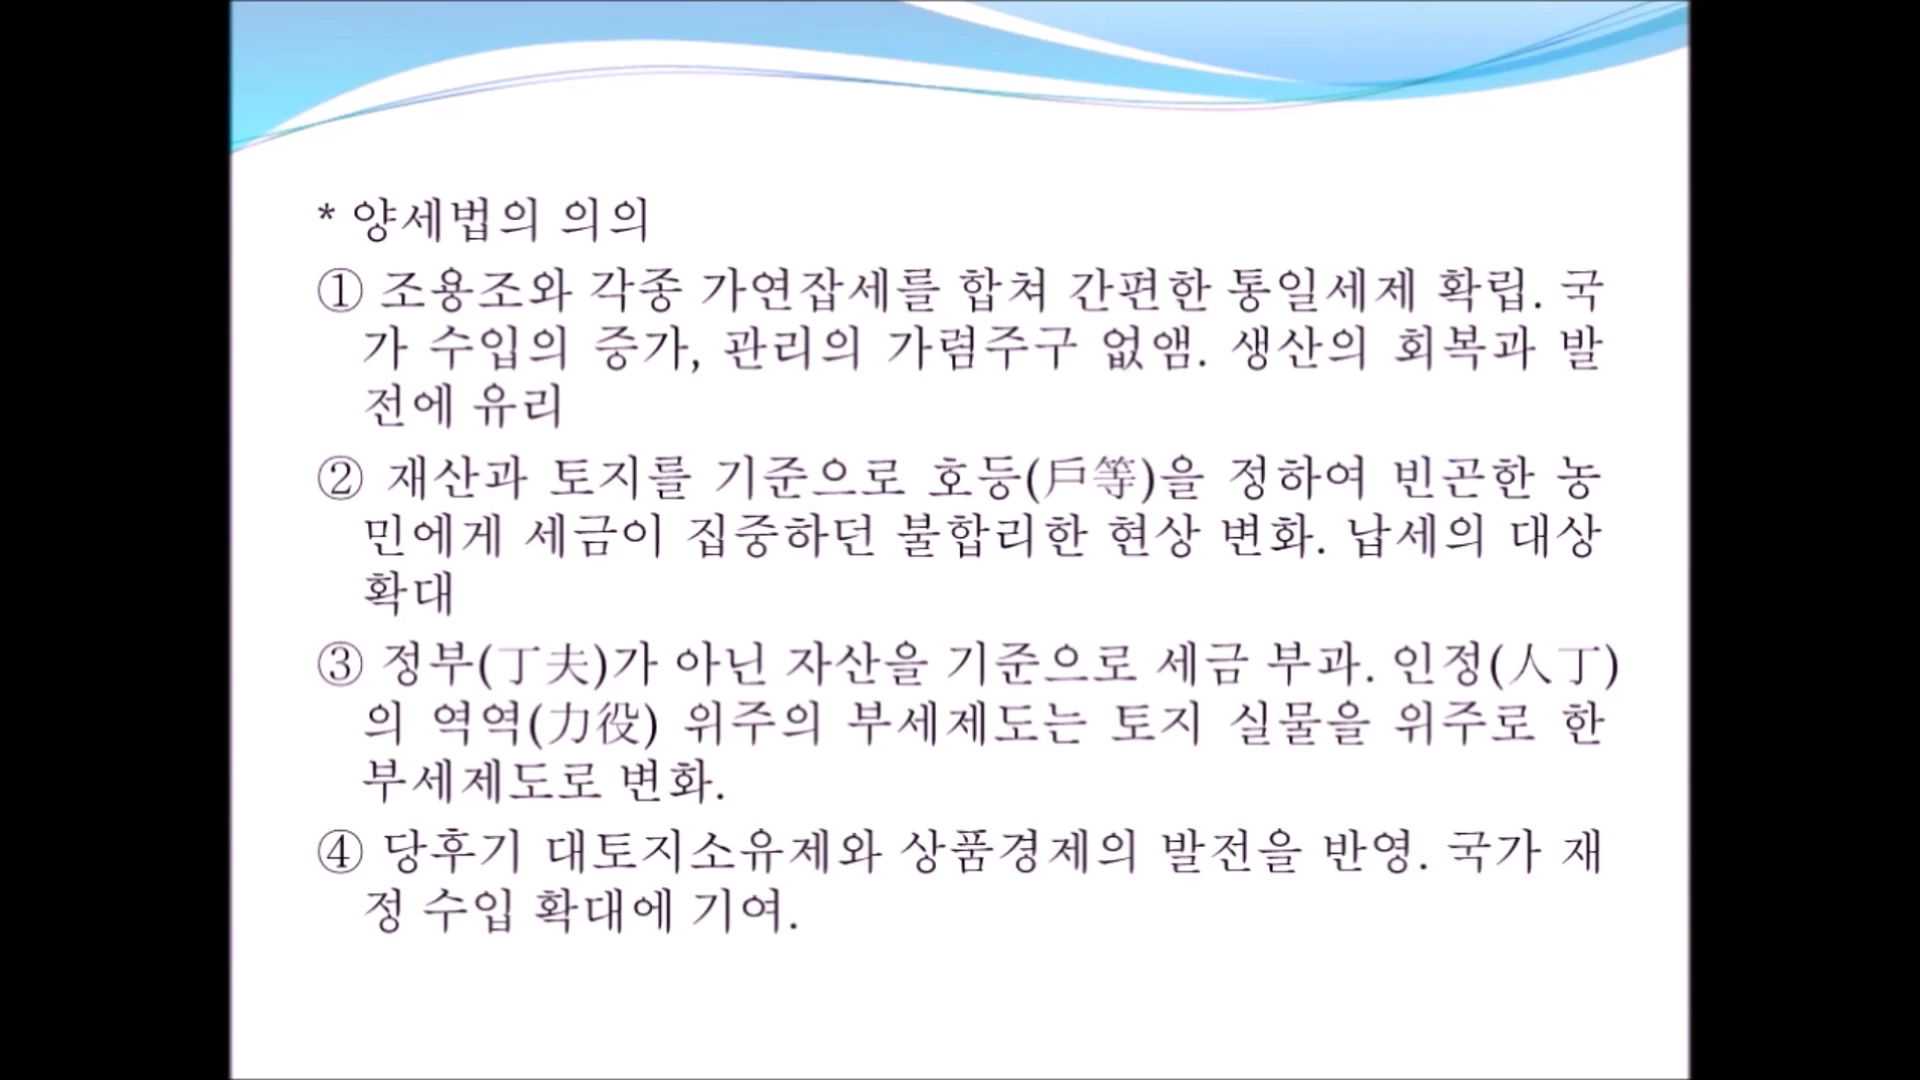 * 양세법의 의의
① 조용조와 각종 가연잡세를 합쳐 간편한 통일세제 확립. 국
가 수입의 증가, 관리의 가렴주구 없앰. 생산의 회복과 발
전에 유리
② 재산과 토지를 기준으로 호등(戶等)을 정하여 빈곤한 농
민에게 세금이 집중하던 불합리한 현상 변화. 납세의 대상
확대
③ 정부(丁夫)가 아닌 자산을 기준으로 세금 부과. 인정(人丁)
의 역역(力役) 위주의 부세제도는 토지 실물을 위주로 한
부세제도로 변화.
④ 당후기 대토지소유제와 상품경제의 발전을 반영. 국가 재
정 수입 확대에 기여.